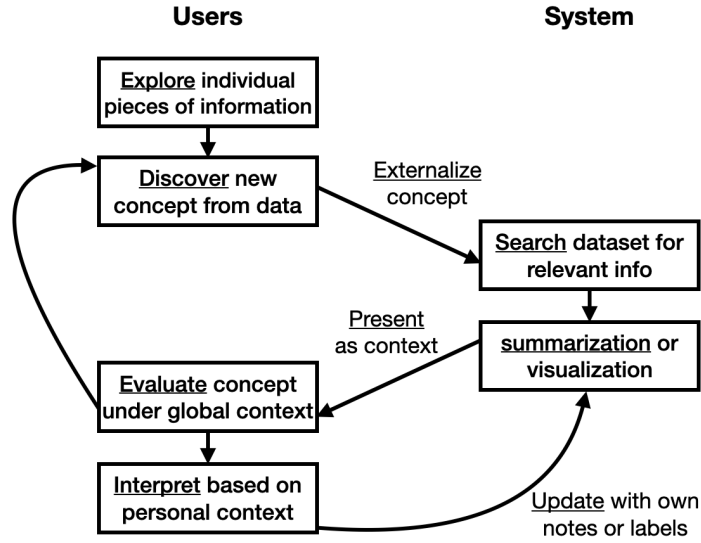 Users
System
Explore individual
pieces of information
Discover new
concept from data
Externalize
concept
Search dataset for
relevant info
Present
as context
summarization or
visualization
Evaluate concept
under global context
Interpret based on
personal context
Update with own
notes or labels